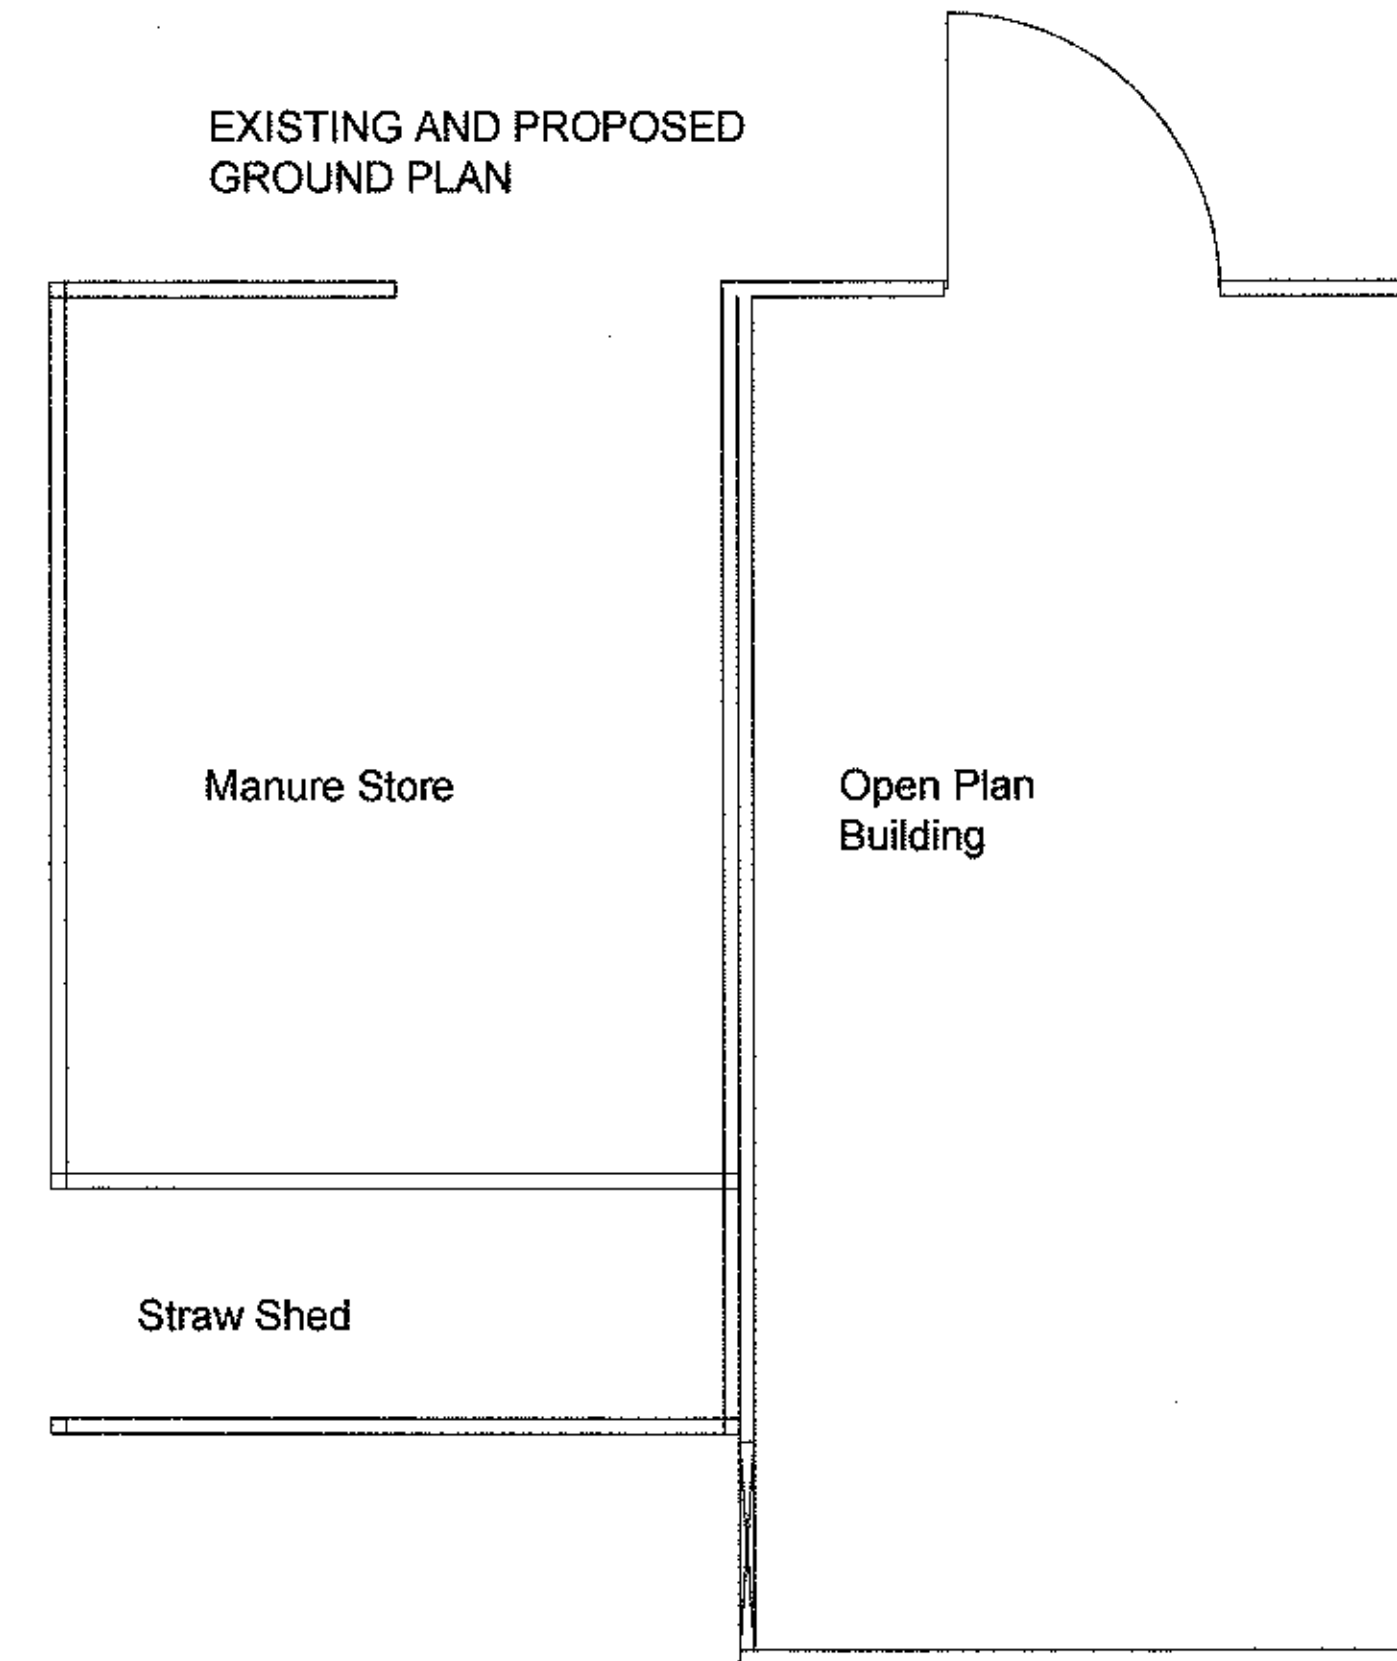 EXISTING AND PROPOSED
GROUND PLAN
Manure Store
Open Plan
Building
Straw Shed